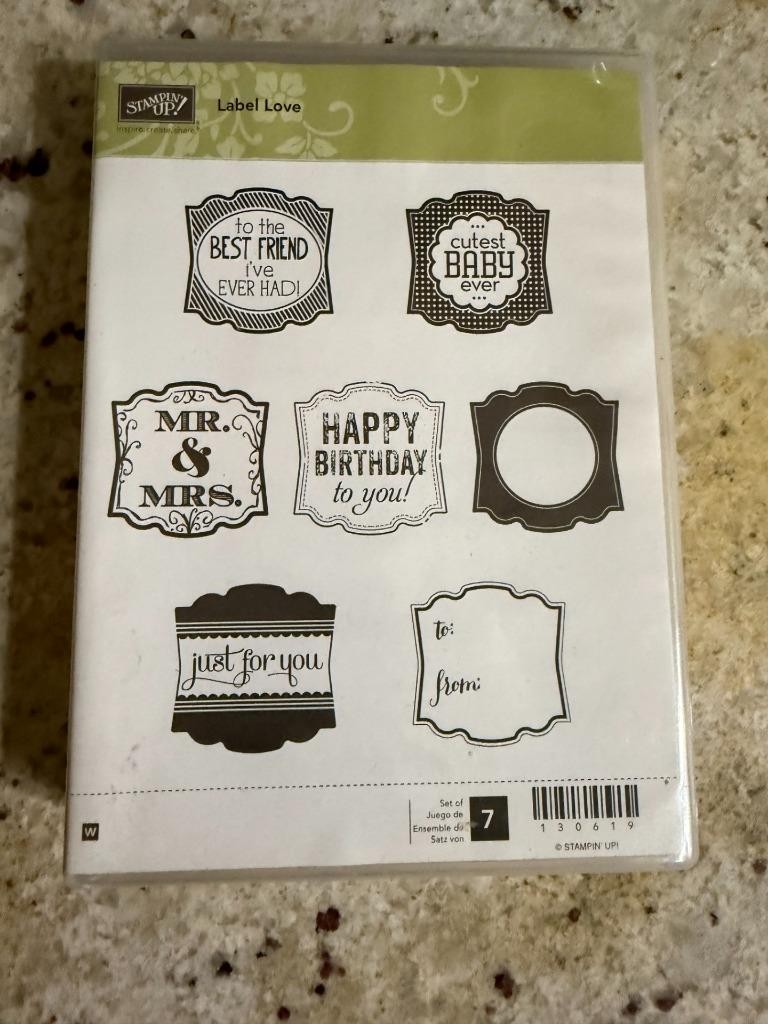 STAMPIN' UP!
inspire. create. share.®
Label Love
to the
BEST FRIEND
i've
EVER HAD!
cutest
BABY
ever
MR.
&
MRS.
HAPPY
BIRTHDAY
to you!
just for you
to:
from:
W
Set of
Juego de
Ensemble de
Satz von
7
130619
© STAMPIN' UP!